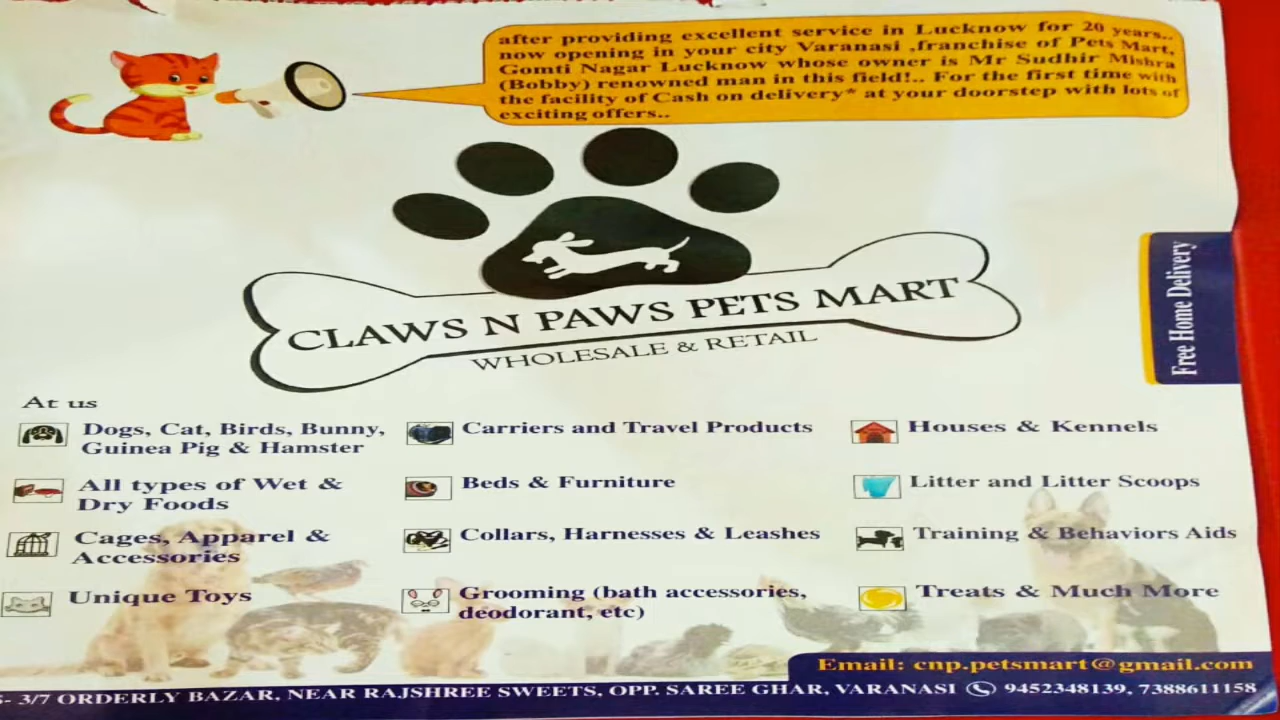 after providing excellent service in Lucknow for 20 years..
now opening in your city Varanasi ,franchise of Pets Mart,
Gomti Nagar Lucknow whose owner is Mr Sudhir Mishra
(Bobby) renowned man in this field!.. For the first time with
the facility of Cash on delivery* at your doorstep with lots of
exciting offers..
CLAWS N PAWS PETS MART
WHOLESALE & RETAIL
Free Home Delivery
At us
Dogs, Cat, Birds, Bunny,
Guinea Pig & Hamster
All types of Wet &
Dry Foods
Cages, Apparel &
Accessories
Unique Toys
Carriers and Travel Products
Beds & Furniture
Collars, Harnesses & Leashes
Grooming (bath accessories,
deodorant, etc)
Houses & Kennels
Litter and Litter Scoops
Training & Behaviors Aids
Treats & Much More
Email: cnp.petsmart@gmail.com
- 3/7 ORDERLY BAZAR, NEAR RAJSHREE SWEETS, OPP. SAREE GHAR, VARANASI 9452348139, 7388611158